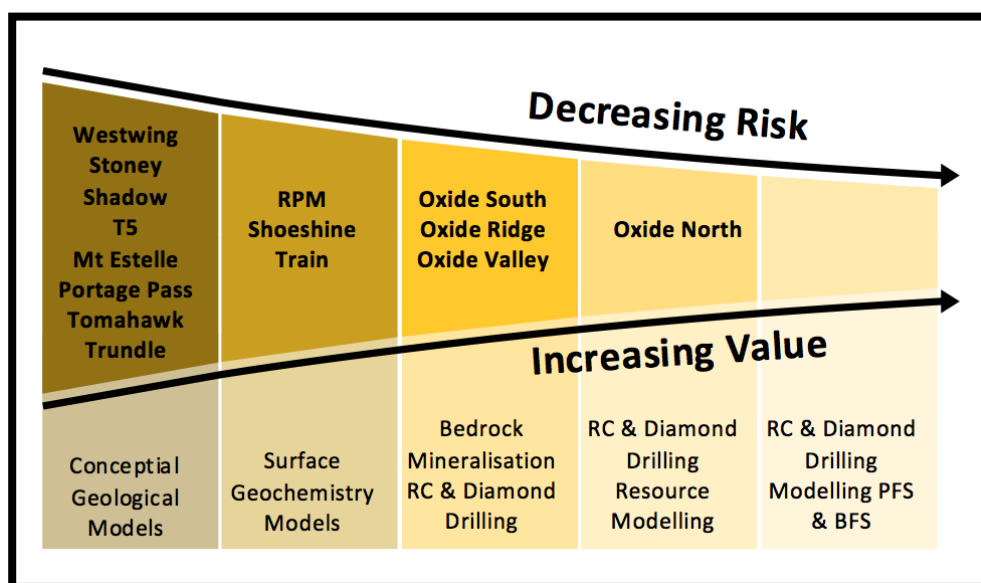 Decreasing Risk
Westwing
Stoney
Shadow
T5
Mt Estelle
Portage Pass
Tomahawk
Trundle
RPM
Shoeshine
Train
Oxide South
Oxide Ridge
Oxide Valley
Oxide North
Increasing Value
Conceptial
Geological
Models
Surface
Geochemistry
Models
Bedrock
Mineralisation
RC & Diamond
Drilling
RC & Diamond
Drilling
Resource
Modelling
RC & Diamond
Drilling
Modelling PFS
& BFS